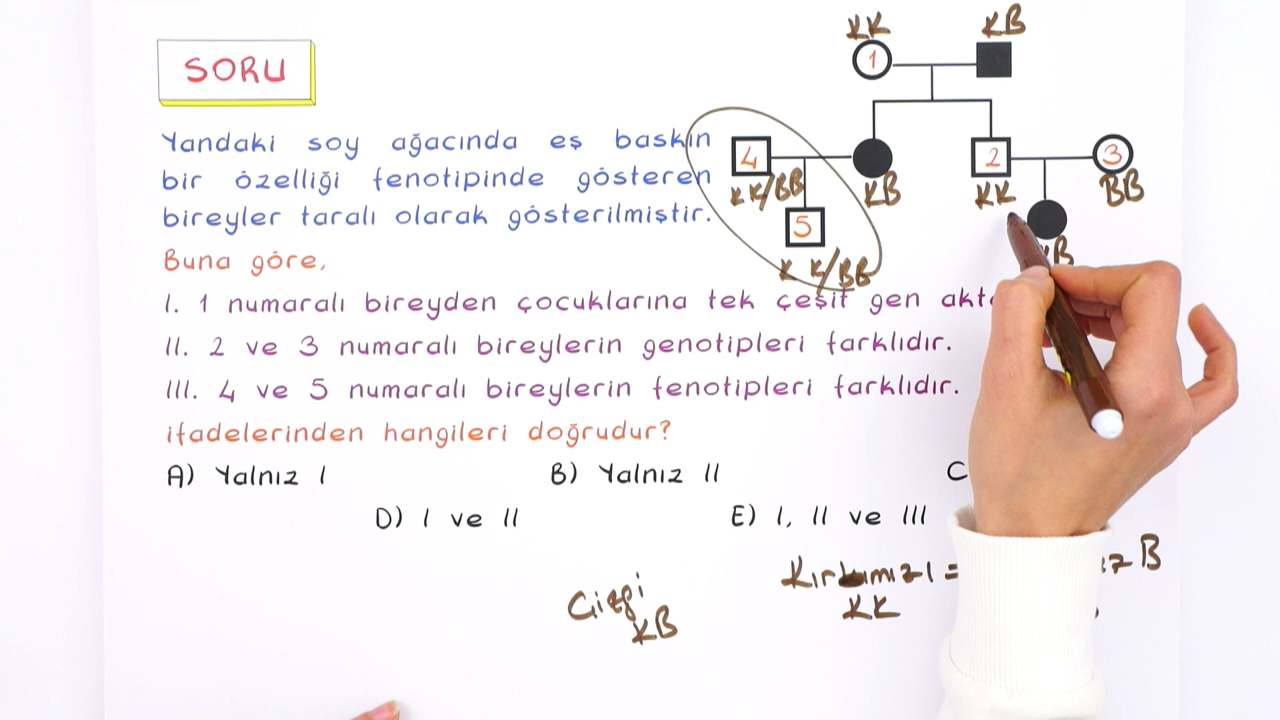 SORU
KK KB
1
Yandaki soy ağacında eş baskın
bir özelliği fenotipinde gösteren
bireyler taralı olarak gösterilmiştir.
4 2 3
KK/BB KB KK BB
5
KK/BB KB
Buna göre,
I. 1 numaralı bireyden çocuklarına tek çeşit gen
II. 2 ve 3 numaralı bireylerin genotipleri farklıdır.
III. 4 ve 5 numaralı bireylerin fenotipleri farklıdır.
ifadelerinden hangileri doğrudur?
A) Yalnız I B) Yalnız II C
D) I ve II E) I, II ve III
Kırmızı = B
KK
KB